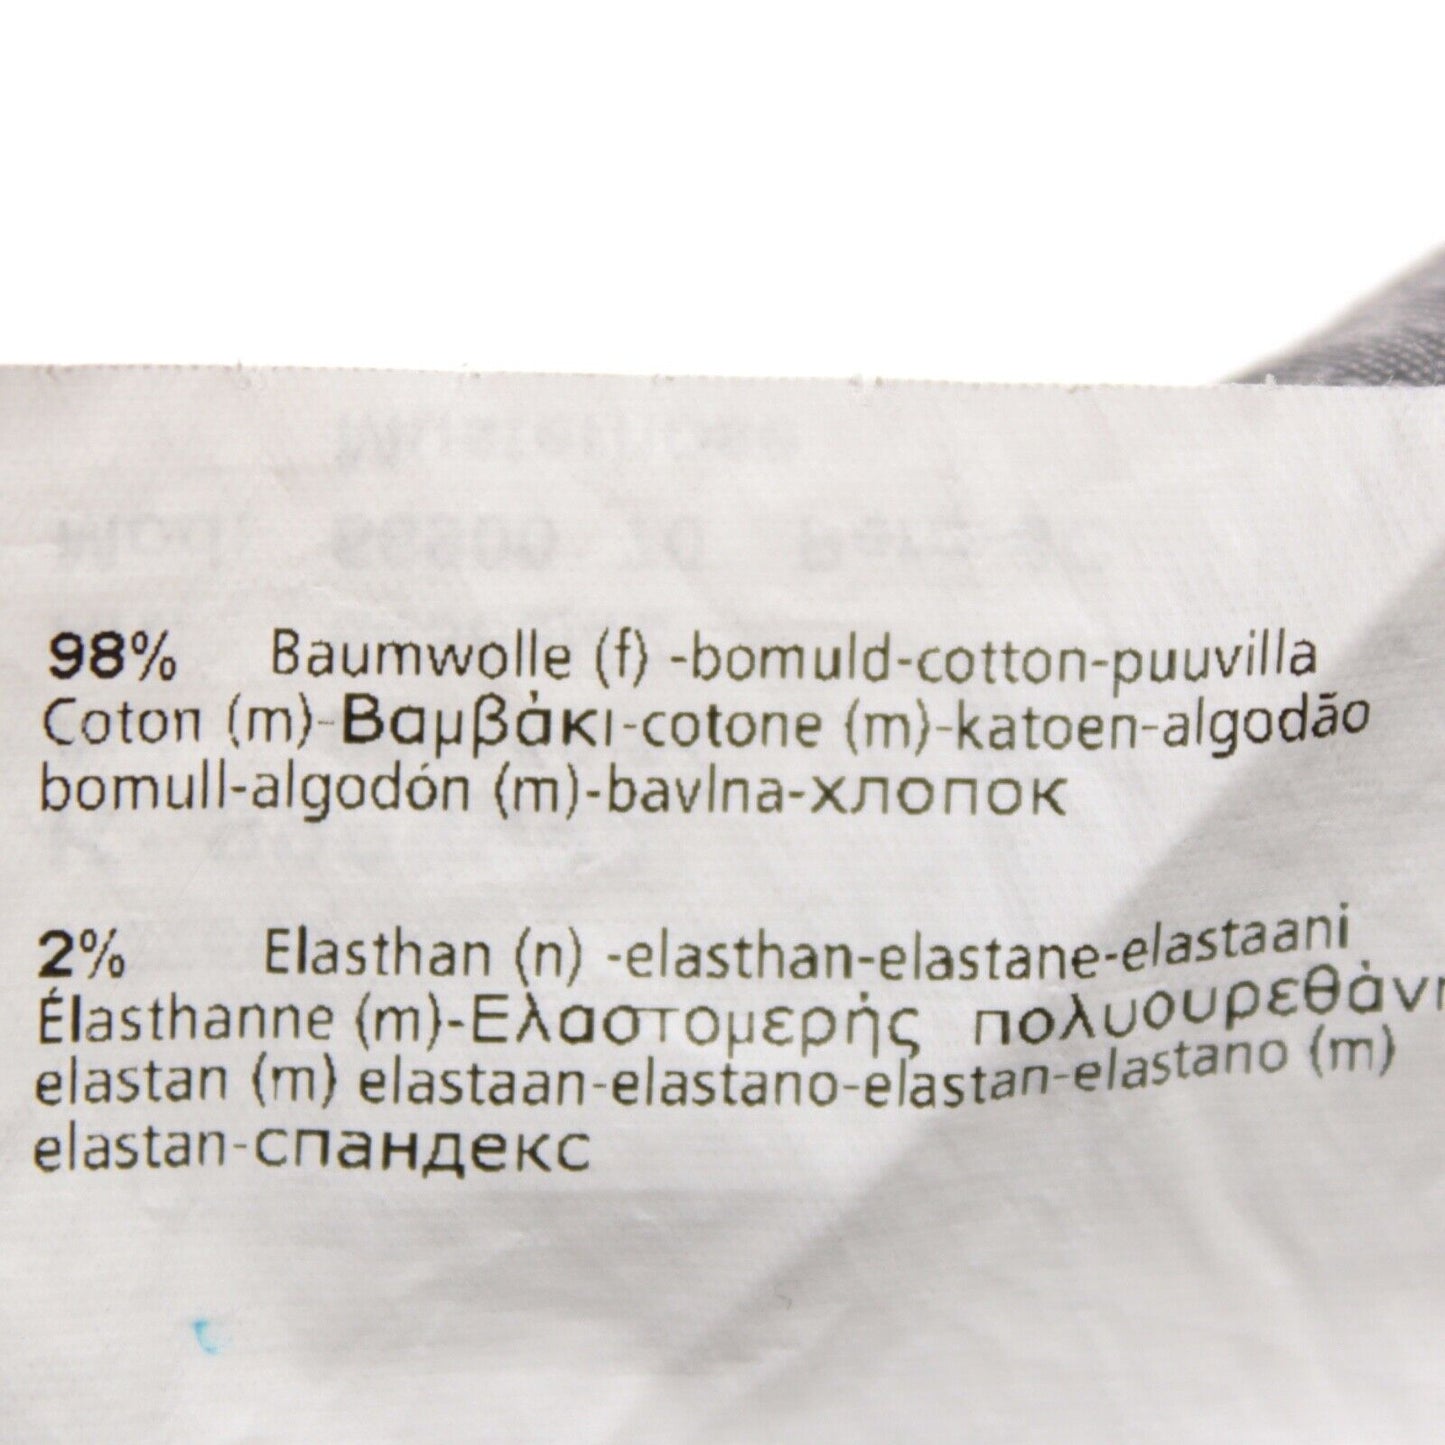 98% Baumwolle (f) -bomuld-cotton-puuvilla
Coton (m)-Βαμβάκι-cotone (m)-katoen-algodão
bomull-algodón (m)-bavlna-хлопок
2% Elasthan (n) -elasthan-elastane-elastaani
Élasthanne (m)-Ελαστομερής
elastan (m) elastaan-elastano-elastan-elastano (m)
elastan-спандекс